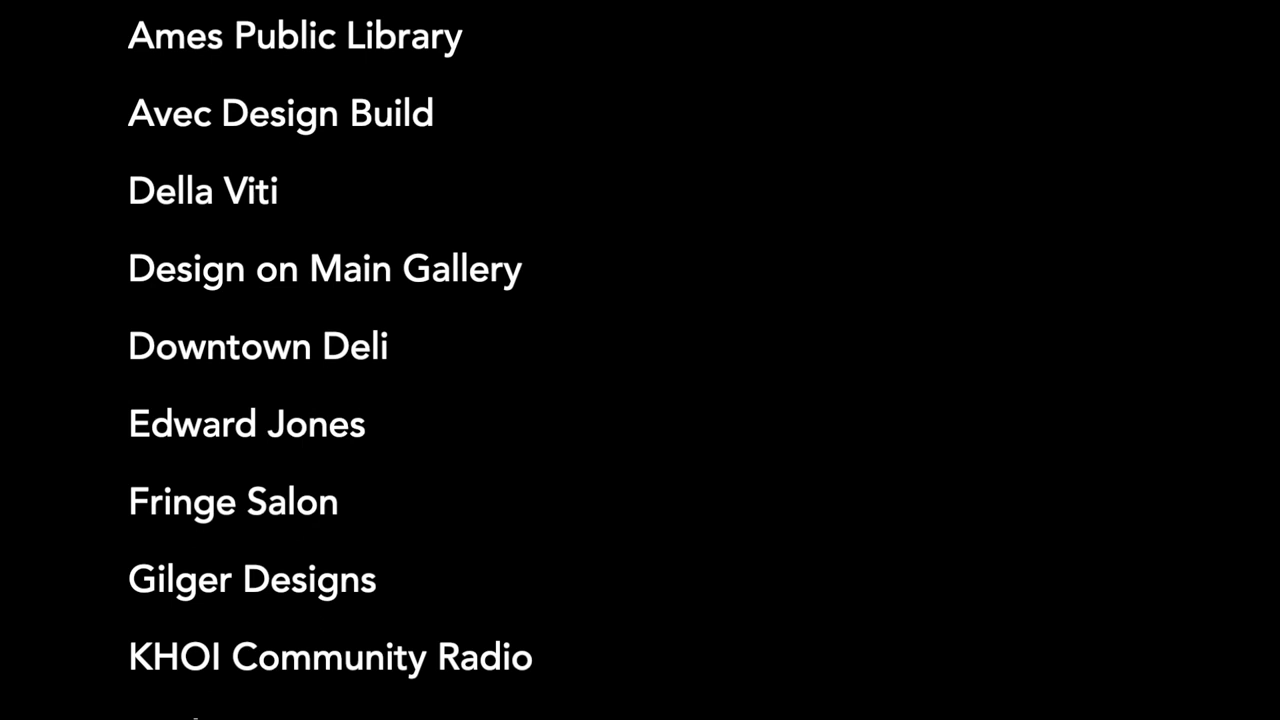 Ames Public Library
Avec Design Build
Della Viti
Design on Main Gallery
Downtown Deli
Edward Jones
Fringe Salon
Gilger Designs
KHOI Community Radio